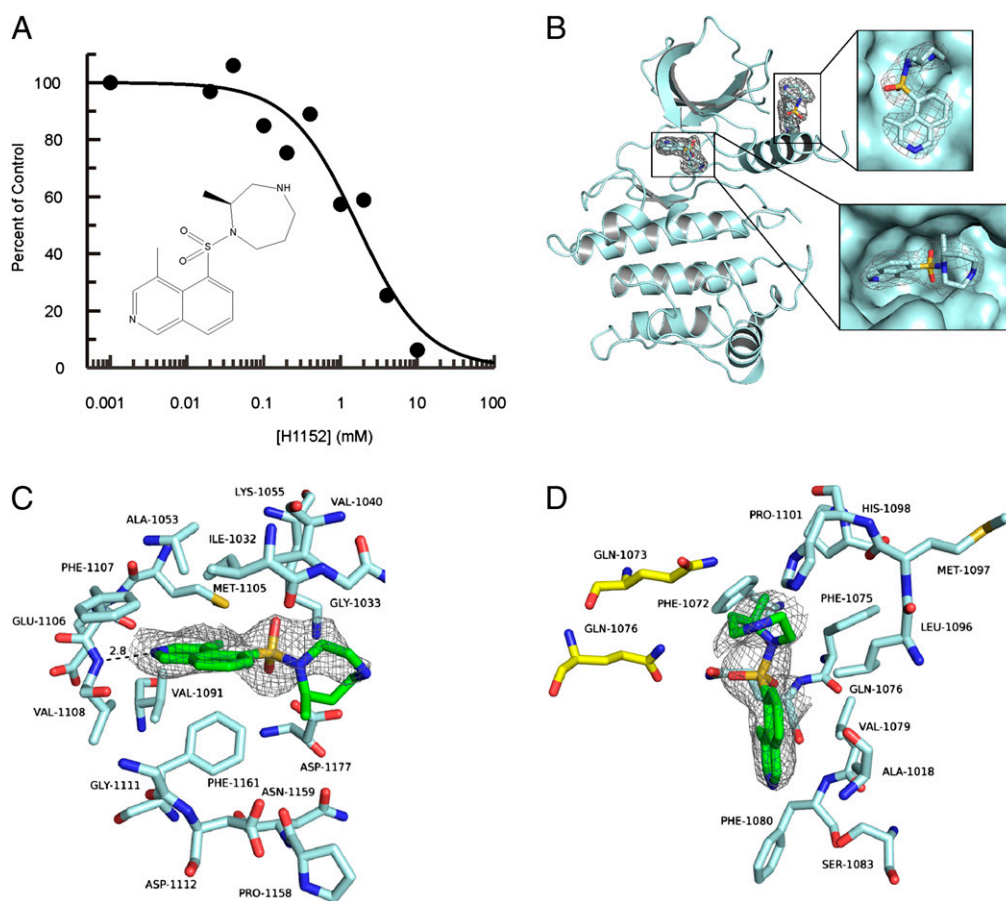 A
100
80
60
40
20
0
Percent of Control
0.001
0.01
0.1
1
10
100
[H1152] (mM)
NH
N
O
S
O
N
B
C
LYS-1055
VAL-1040
ALA-1053
ILE-1032
PHE-1107
MET-1105
GLY-1033
GLU-1106
2.8
VAL-1091
VAL-1108
ASP-1177
GLY-1111
PHE-1161
ASN-1159
ASP-1112
PRO-1158
D
PRO-1101
HIS-1098
GLN-1073
MET-1097
PHE-1072
PHE-1075
GLN-1076
LEU-1096
GLN-1076
VAL-1079
ALA-1018
PHE-1080
SER-1083